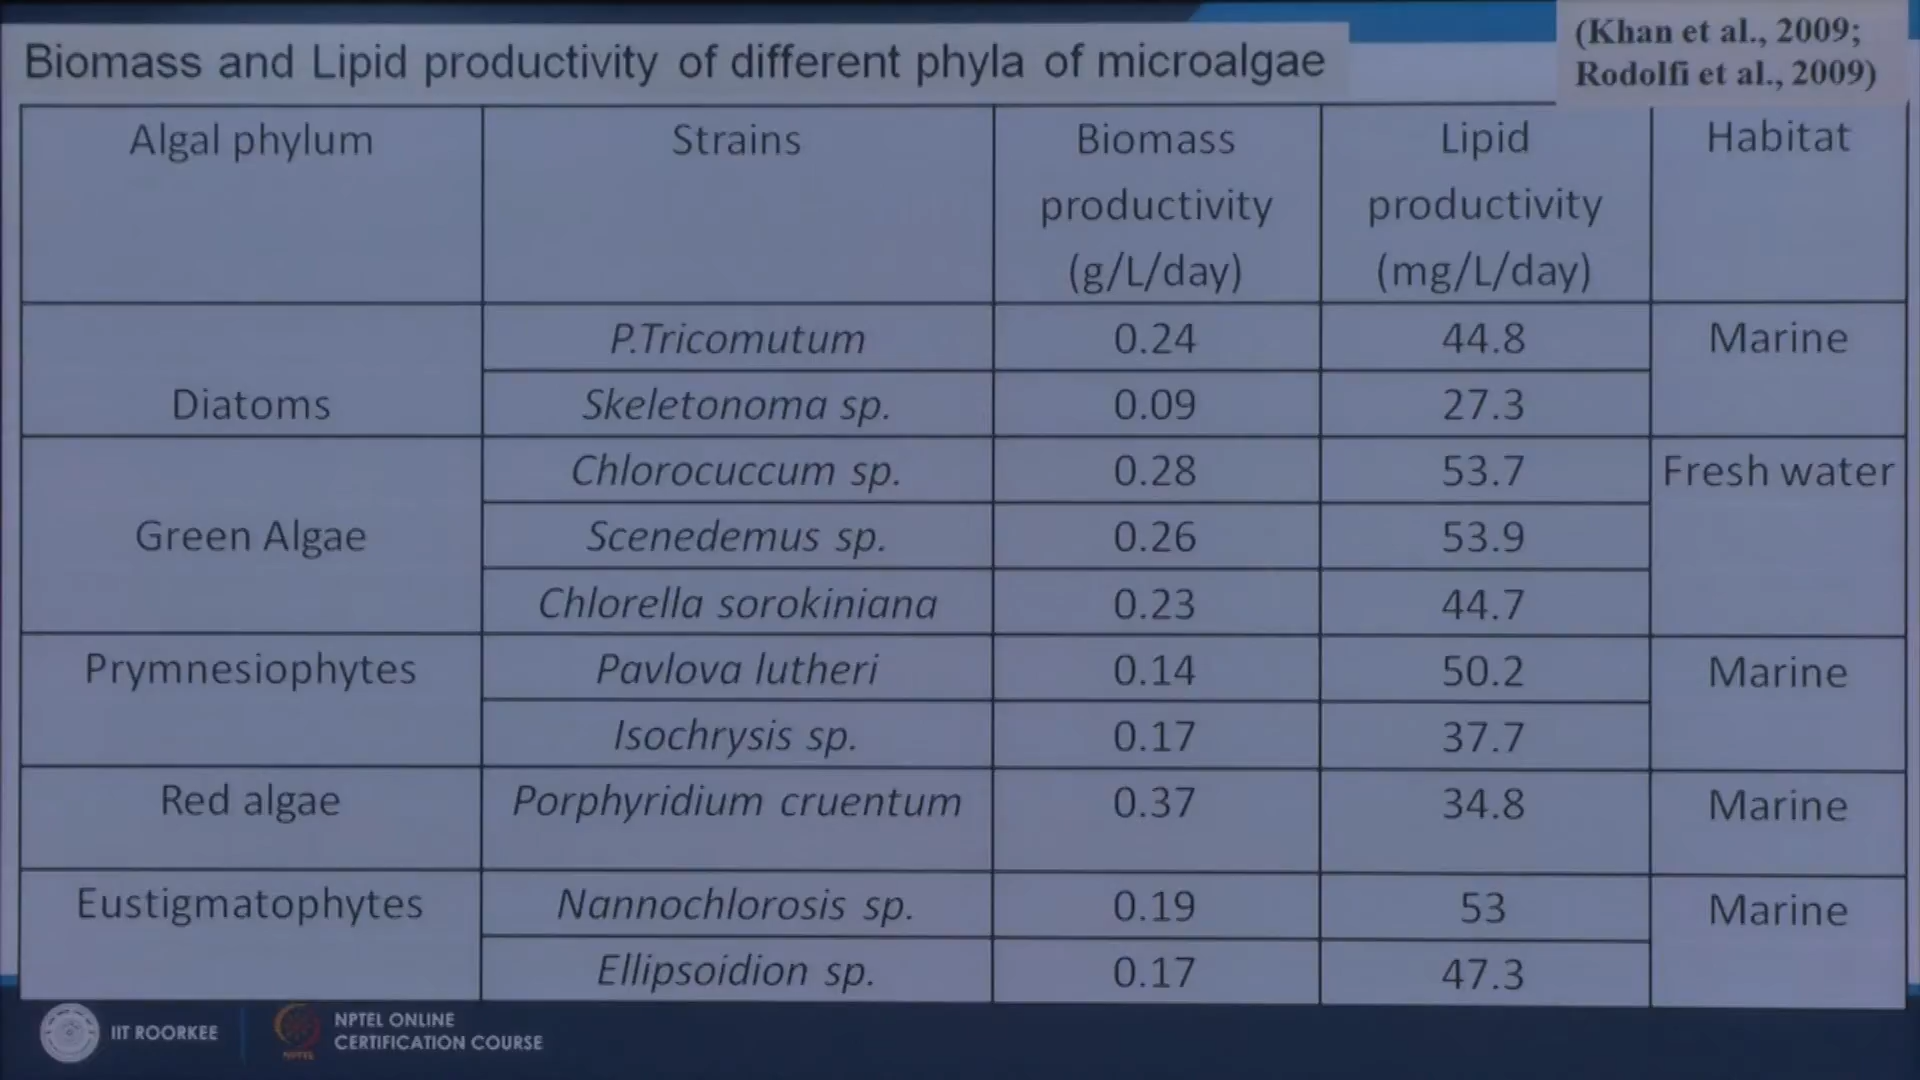 Biomass and Lipid productivity of different phyla of microalgae
(Khan et al., 2009;
Rodolfi et al., 2009)
Algal phylum Strains Biomass productivity (g/L/day) Lipid productivity (mg/L/day) Habitat
Diatoms P.Tricomutum 0.24 44.8 Marine
Skeletonoma sp. 0.09 27.3
Green Algae Chlorocuccum sp. 0.28 53.7 Fresh water
Scenedemus sp. 0.26 53.9
Chlorella sorokiniana 0.23 44.7
Prymnesiophytes Pavlova lutheri 0.14 50.2 Marine
Isochrysis sp. 0.17 37.7
Red algae Porphyridium cruentum 0.37 34.8 Marine
Eustigmatophytes Nannochlorosis sp. 0.19 53 Marine
Ellipsoidion sp. 0.17 47.3
IIT ROORKEE
NPTEL
NPTEL ONLINE
CERTIFICATION COURSE